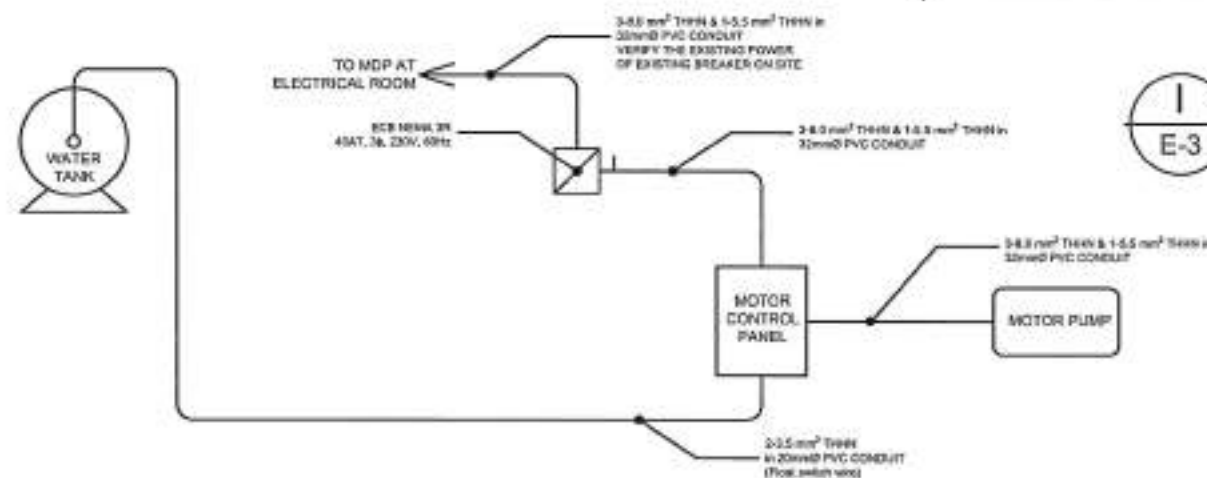 3-8.0 mm² THHN & 1-5.5 mm² THHN in
32mmØ PVC CONDUIT
VERIFY THE EXISTING POWER
OF EXISTING BREAKER ON SITE
TO MDP AT
ELECTRICAL ROOM
ECB NEMA 3R
40AT, 3ϕ, 230V, 60Hz
3-8.0 mm² THHN & 1-5.5 mm² THHN in
32mmØ PVC CONDUIT
1
E-3
WATER
TANK
3-8.0 mm² THHN & 1-5.5 mm² THHN
32mmØ PVC CONDUIT
MOTOR
CONTROL
PANEL
MOTOR PUMP
2-3.5 mm² THHN
in 20mmØ PVC CONDUIT
(Float switch wire)